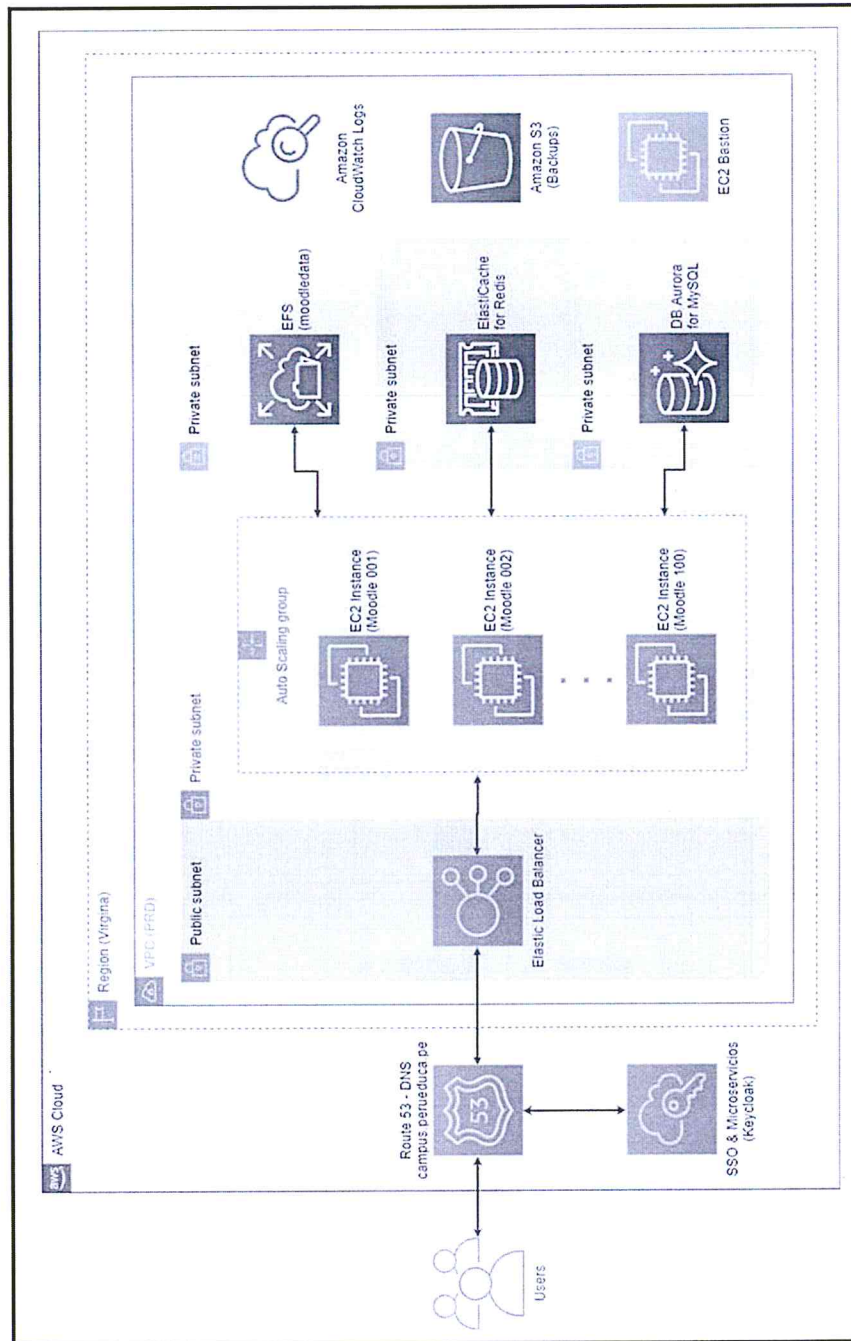 aws
AWS Cloud
Region (Virgina)
VPC (PRD)
Users
Route 53 - DNS
campus perueduca pe
53
SSO & Microservicios
(Keycloak)
Public subnet
Elastic Load Balancer
Private subnet
Auto Scaling group
EC2 Instance
(Moodle 001)
EC2 Instance
(Moodle 002)
EC2 Instance
(Moodle 100)
Private subnet
EFS
(moodledata)
Private subnet
ElastiCache
for Redis
Private subnet
DB Aurora
for MySQL
Amazon
CloudWatch Logs
Amazon S3
(Backups)
EC2 Bastion